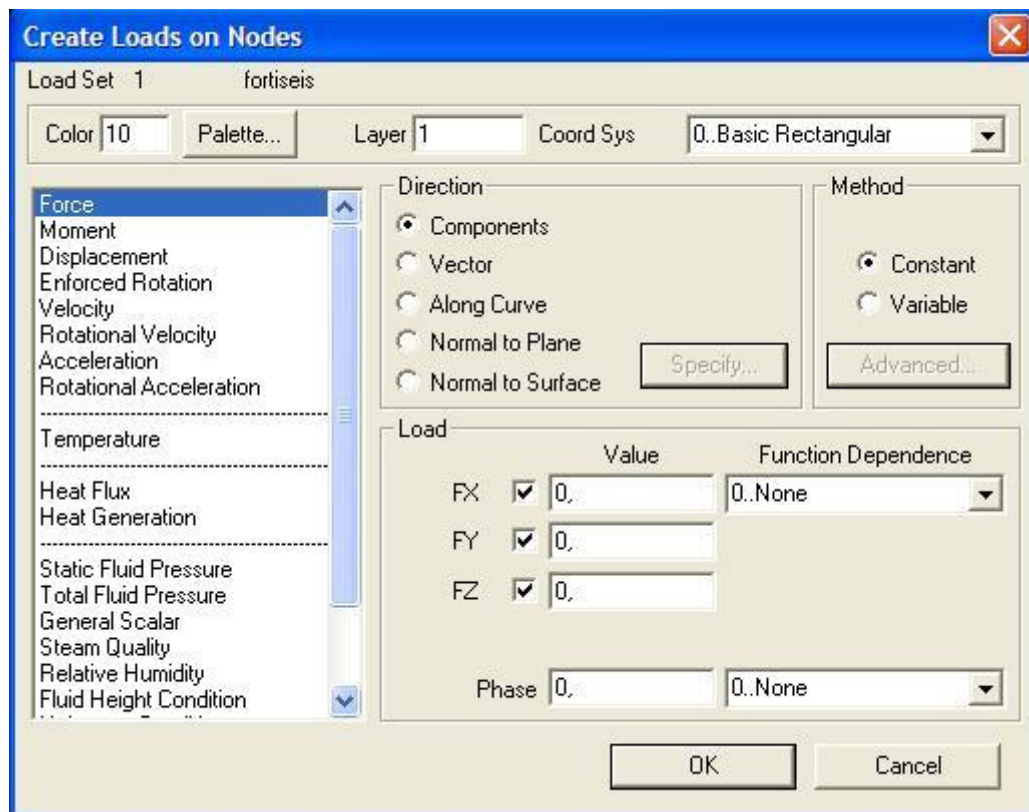 Create Loads on Nodes
Load Set 1 fortiseis
Color 10 Palette... Layer 1 Coord Sys 0..Basic Rectangular
Force
Moment
Displacement
Enforced Rotation
Velocity
Rotational Velocity
Acceleration
Rotational Acceleration
Temperature
Heat Flux
Heat Generation
Static Fluid Pressure
Total Fluid Pressure
General Scalar
Steam Quality
Relative Humidity
Fluid Height Condition
Direction
Components
Vector
Along Curve
Normal to Plane
Normal to Surface
Specify...
Method
Constant
Variable
Advanced...
Load
Value Function Dependence
FX 0, 0..None
FY 0,
FZ 0,
Phase 0, 0..None
OK Cancel